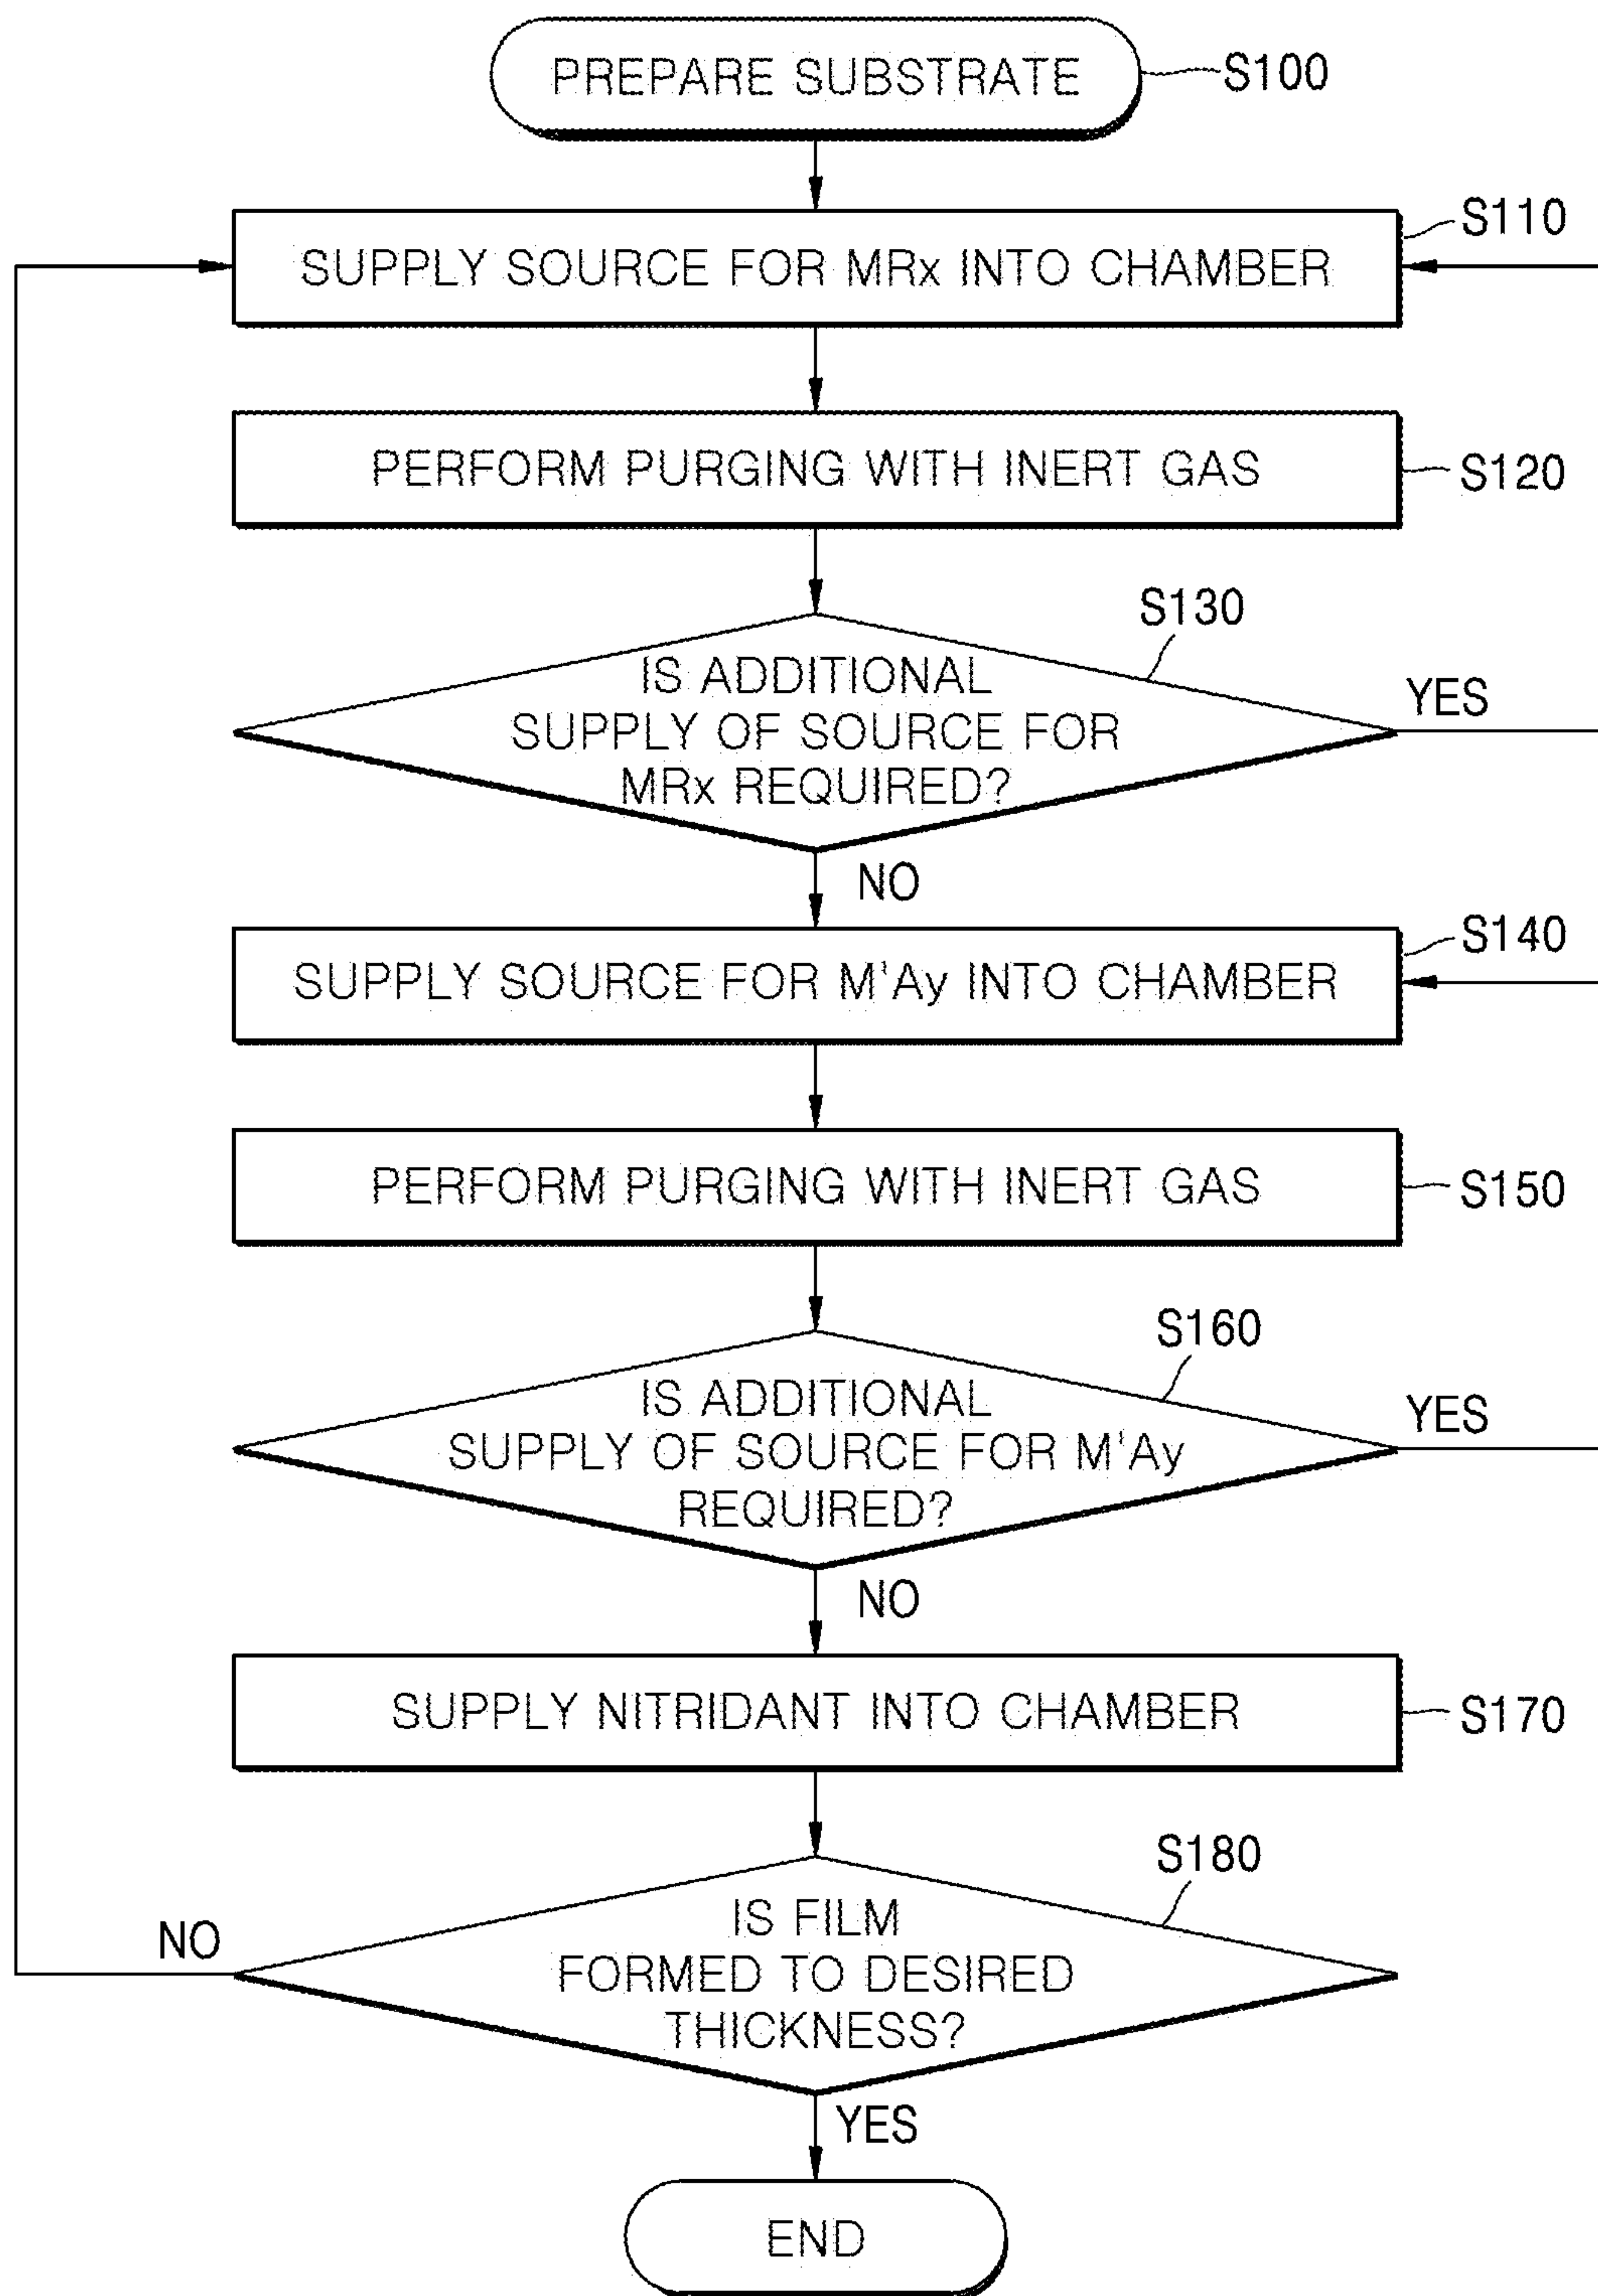 PREPARE SUBSTRATE
S100
SUPPLY SOURCE FOR MRx INTO CHAMBER
S110
PERFORM PURGING WITH INERT GAS
S120
S130
IS ADDITIONAL
SUPPLY OF SOURCE FOR
MRx REQUIRED?
YES
NO
SUPPLY SOURCE FOR M'Ay INTO CHAMBER
S140
PERFORM PURGING WITH INERT GAS
S150
S160
IS ADDITIONAL
SUPPLY OF SOURCE FOR M'Ay
REQUIRED?
YES
NO
SUPPLY NITRIDANT INTO CHAMBER
S170
S180
IS FILM
FORMED TO DESIRED
THICKNESS?
NO
YES
END